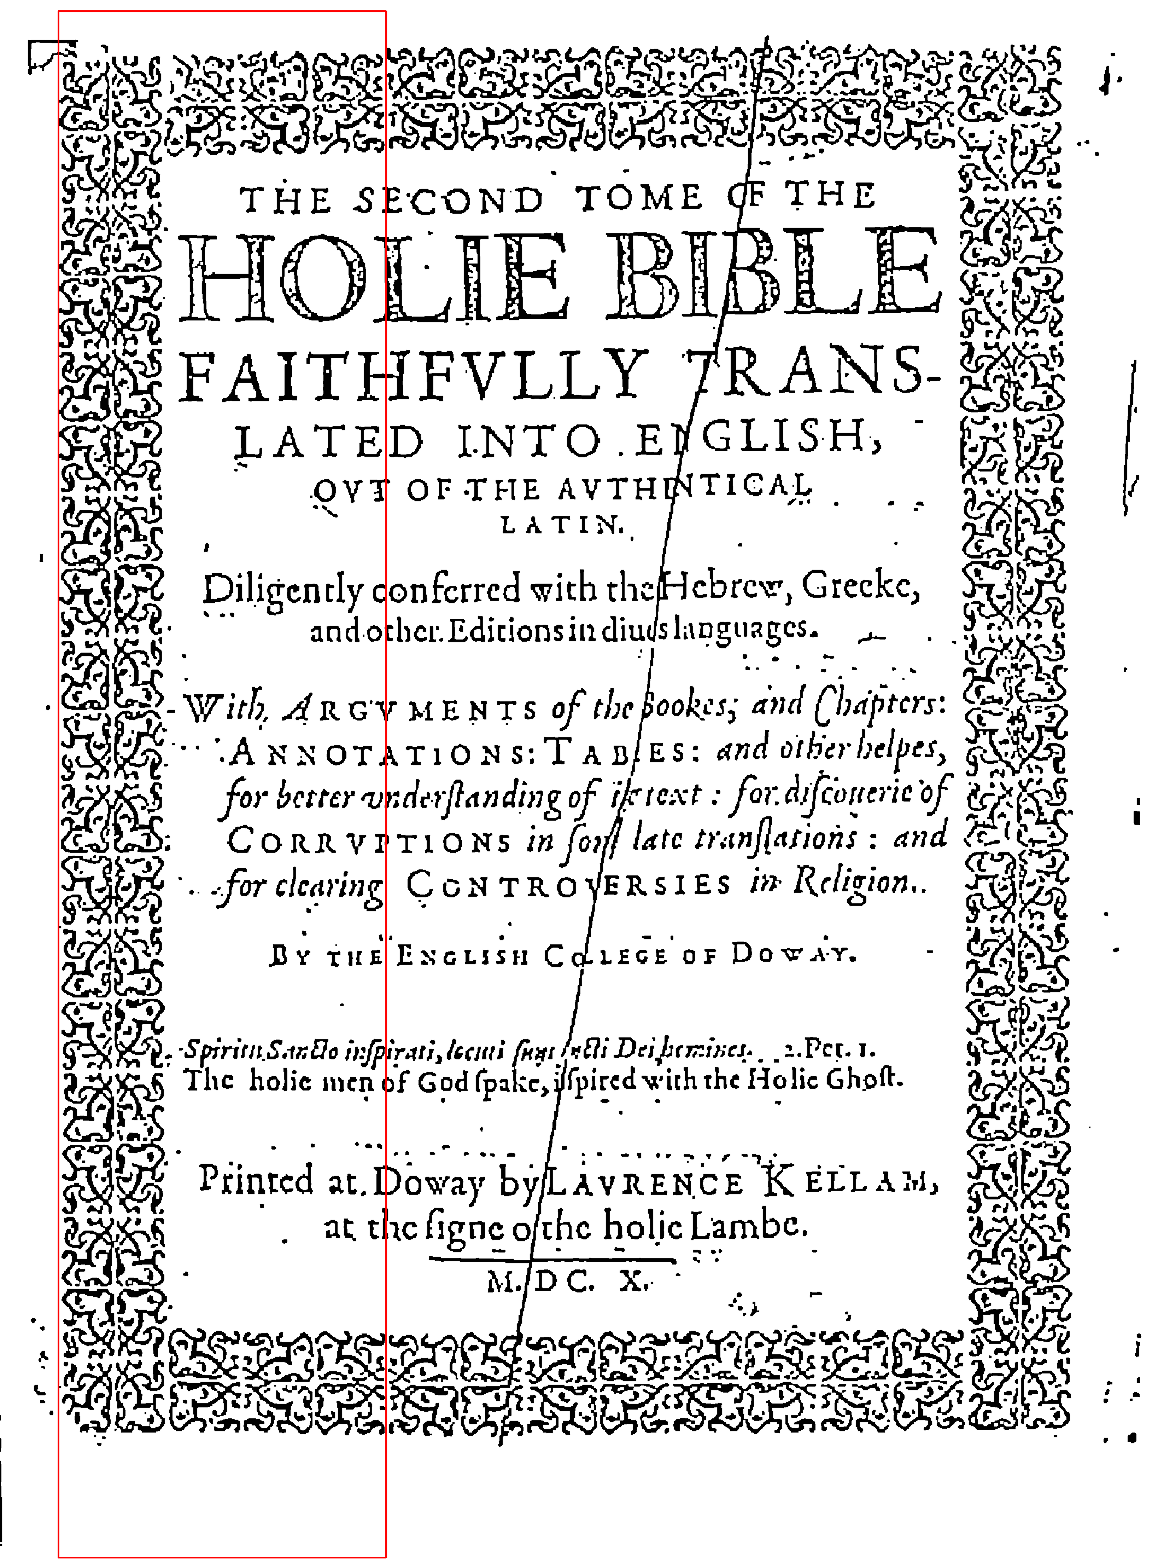 THE SECOND TOME OF THE
HOLIE BIBLE
FAITHFVLLY TRANS-
LATED INTO ENGLISH,
OVT OF THE AVTHENTICAL
LATIN.
Diligently conferred with the Hebrew, Greeke,
and other Editions in diuers languages.
With ARGVMENTS of the Bookes, and Chapters:
ANNOTATIONS: TABLES: and other helpes,
for better vnderſtanding of the text: for diſcouerie of
CORRVPTIONS in ſome late tranſlations: and
for clearing CONTROVERSIES in Religion.
BY THE ENGLISH COLLEGE OF DOWAY.
Spiritu Sancto inſpirati, locuti ſunt ſancti Dei homines. 2. Pet. 1.
The holie men of God ſpake, inſpired with the Holie Ghoſt.
Printed at Doway by LAVRENCE KELLAM,
at the ſigne of the holie Lambe.
M. DC. X.